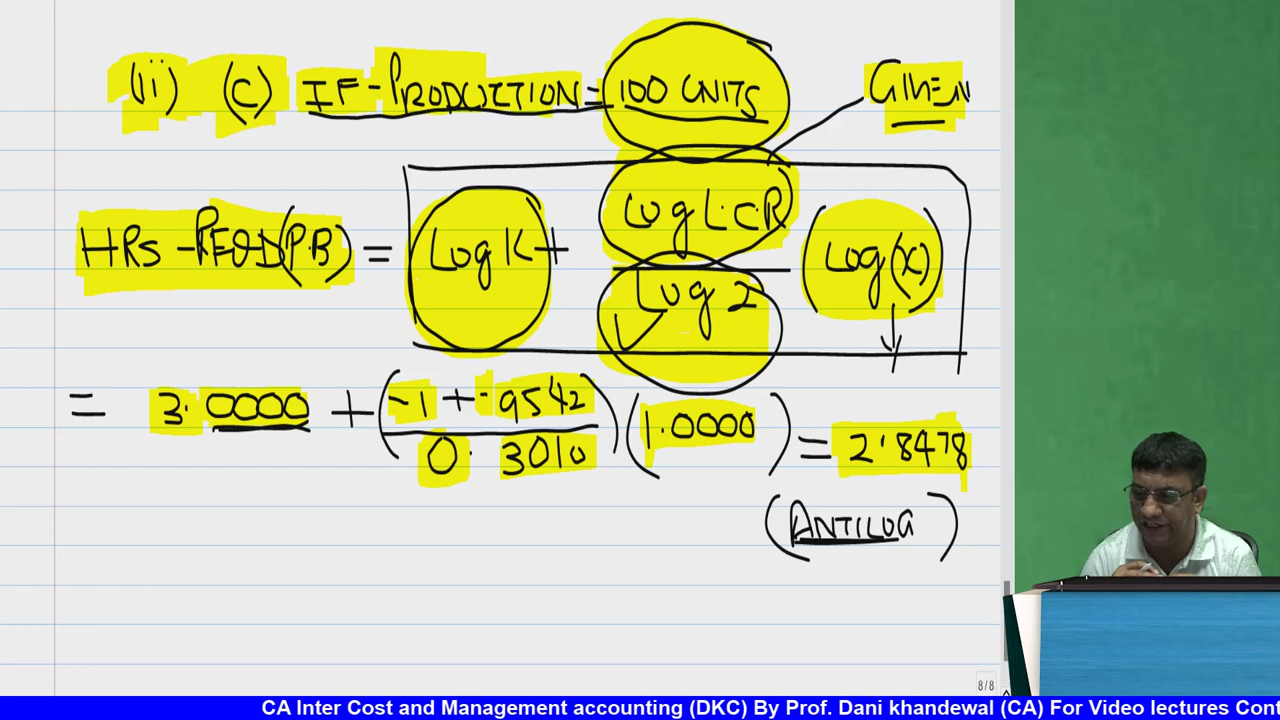 (ii) (C) IF-PRODUCTION = 100 UNITS GIVEN
HRS-REQD(P.B) = Log K + Log L.C.R / Log 2 (Log(x))
= 3.0000 + (-1 + .9542 / 0.3010) (1.0000) = 2.8478
(ANTILOG)
8/8
CA Inter Cost and Management accounting (DKC) By Prof. Dani khandewal (CA) For Video lectures Cont